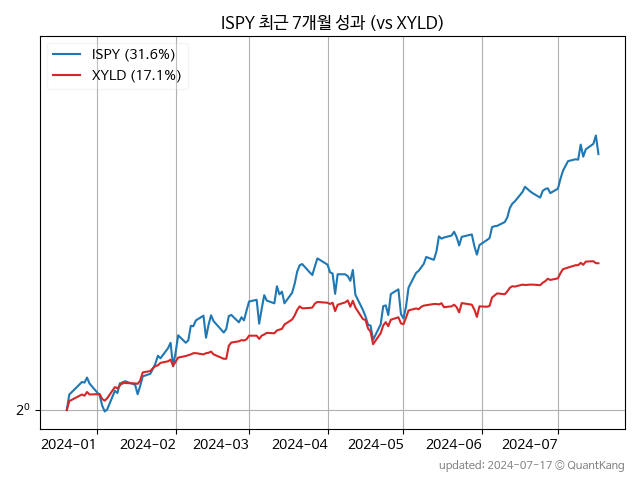 ISPY 최근 7개월 성과 (vs XYLD)
ISPY (31.6%)
XYLD (17.1%)
2⁰
2024-01 2024-02 2024-03 2024-04 2024-05 2024-06 2024-07
updated: 2024-07-17 © QuantKang